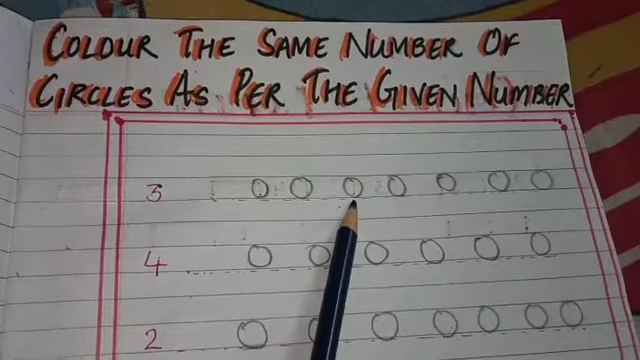 COLOUR THE SAME NUMBER OF
CIRCLES AS PER THE GIVEN NUMBER
3
4
2